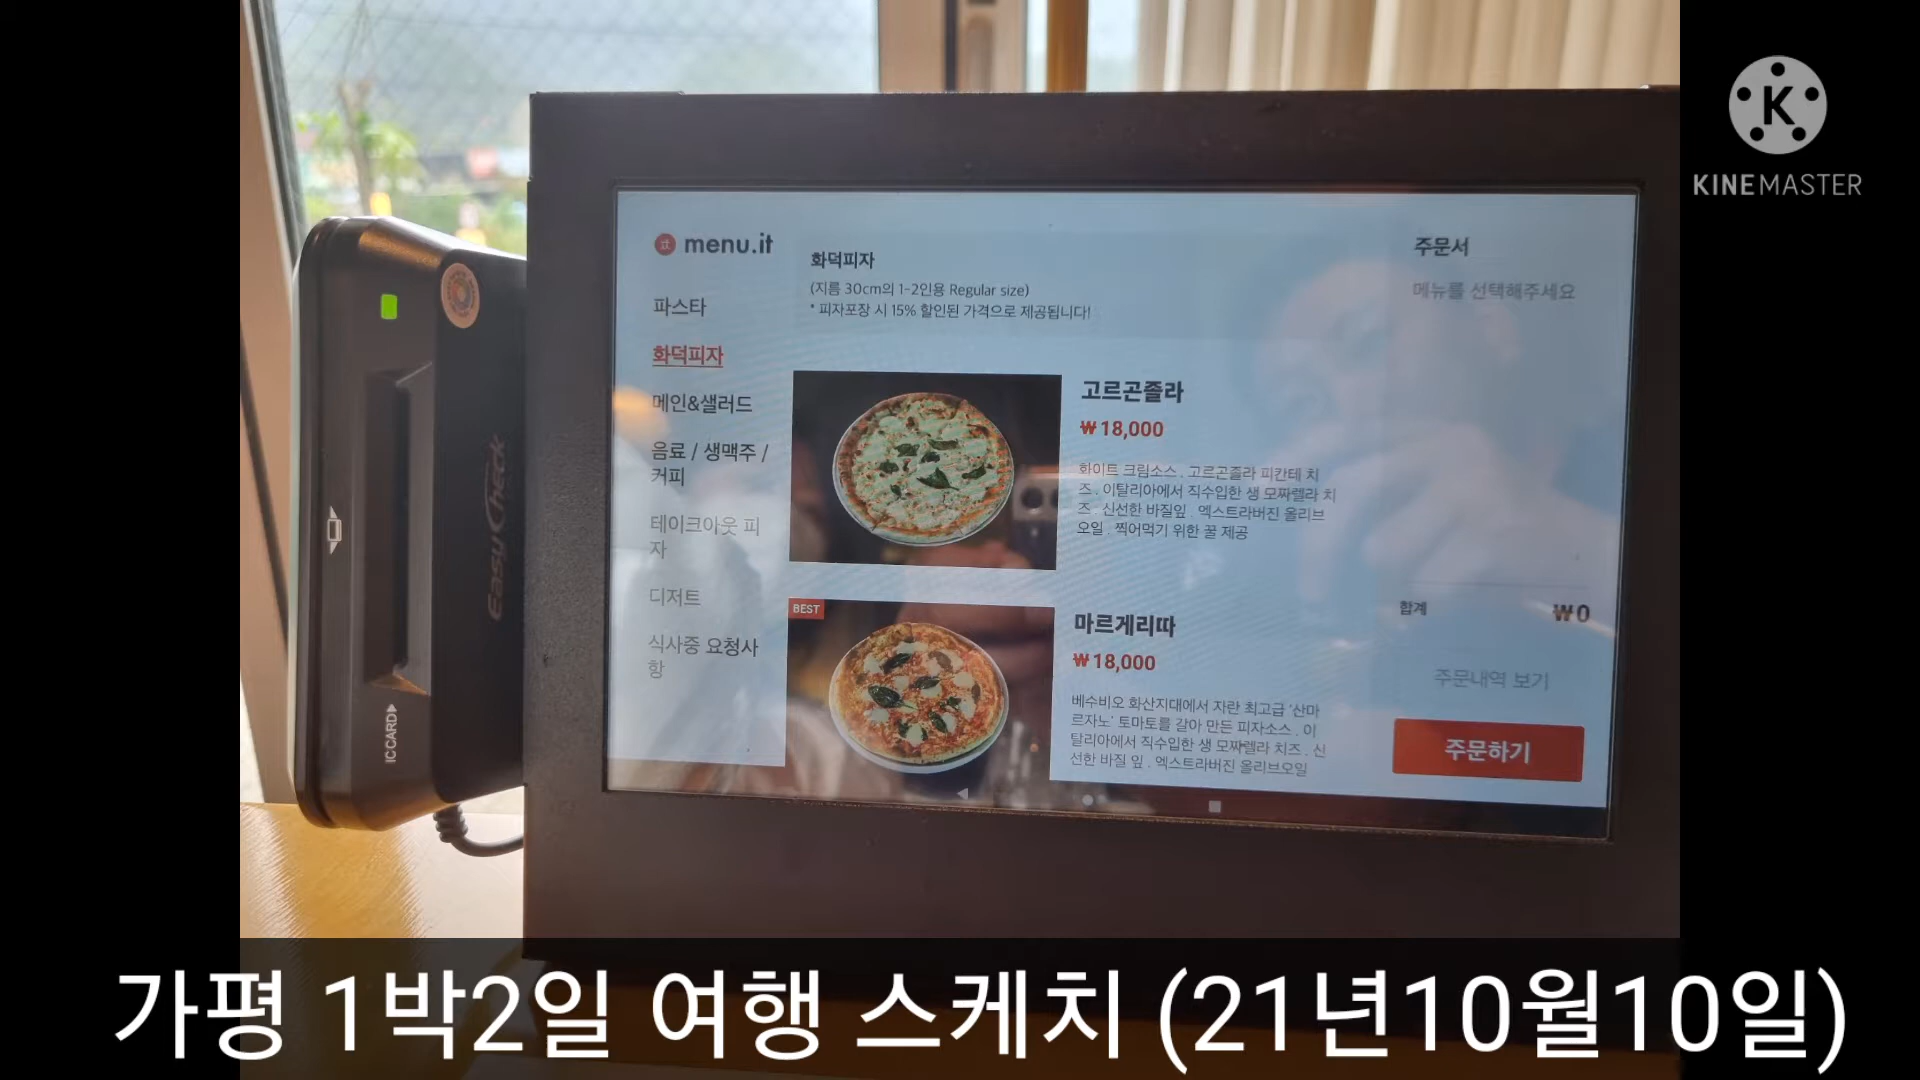 K
KINEMASTER
it menu.it
파스타
화덕피자
메인&샐러드
음료 / 생맥주 /
커피
테이크아웃 피
자
디저트
식사중 요청사
항
화덕피자
(지름 30cm의 1-2인용 Regular size)
* 피자포장 시 15% 할인된 가격으로 제공됩니다!
고르곤졸라
₩18,000
화이트 크림소스 . 고르곤졸라 피칸테 치
즈 . 이탈리아에서 직수입한 생 모짜렐라 치
즈 . 신선한 바질잎 . 엑스트라버진 올리브
오일 . 찍어먹기 위한 꿀 제공
BEST
마르게리따
₩18,000
베수비오 화산지대에서 자란 최고급 '산마
르자노' 토마토를 갈아 만든 피자소스 . 이
탈리아에서 직수입한 생 모짜렐라 치즈 . 신
선한 바질 잎 . 엑스트라버진 올리브오일
주문서
메뉴를 선택해주세요
합계 ₩0
주문내역 보기
주문하기
EasyCheck
IC CARD
가평 1박2일 여행 스케치 (21년10월10일)